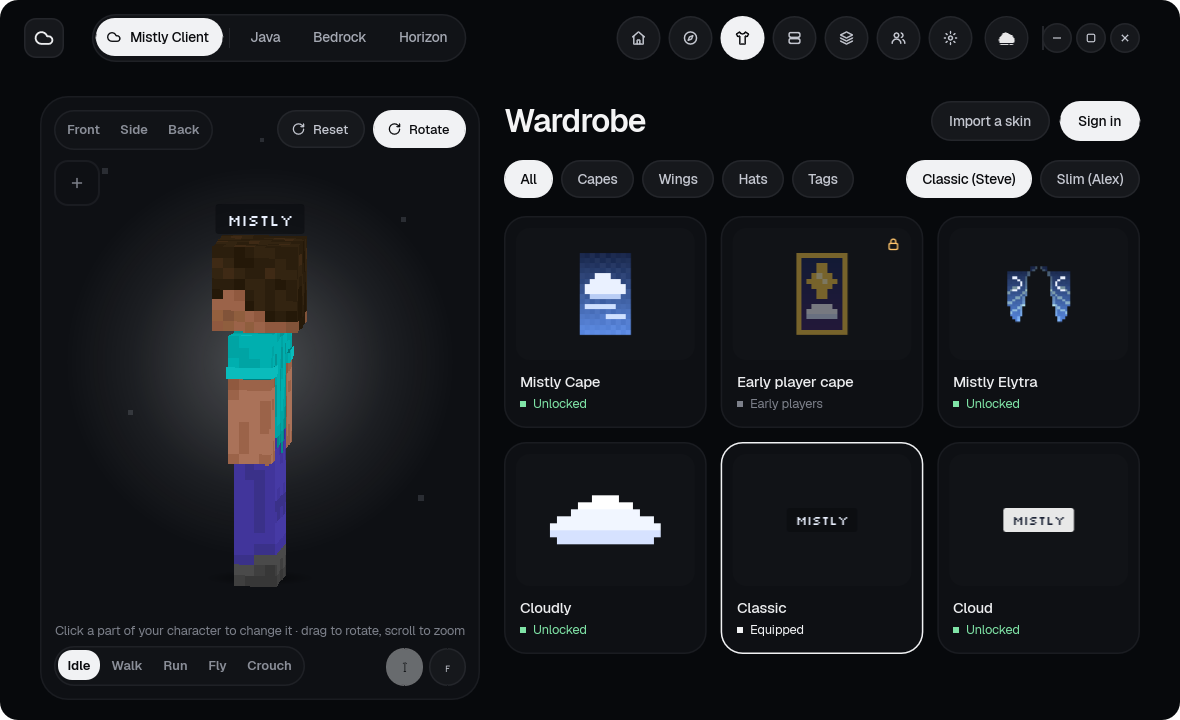 Mistly Client Java Bedrock Horizon
Front Side Back Reset Rotate
MISTLY
Click a part of your character to change it · drag to rotate, scroll to zoom
Idle Walk Run Fly Crouch F
Wardrobe
Import a skin Sign in
All Capes Wings Hats Tags Classic (Steve) Slim (Alex)
Mistly Cape
Unlocked
Early player cape
Early players
Mistly Elytra
Unlocked
Cloudly
Unlocked
MISTLY
Classic
Equipped
MISTLY
Cloud
Unlocked